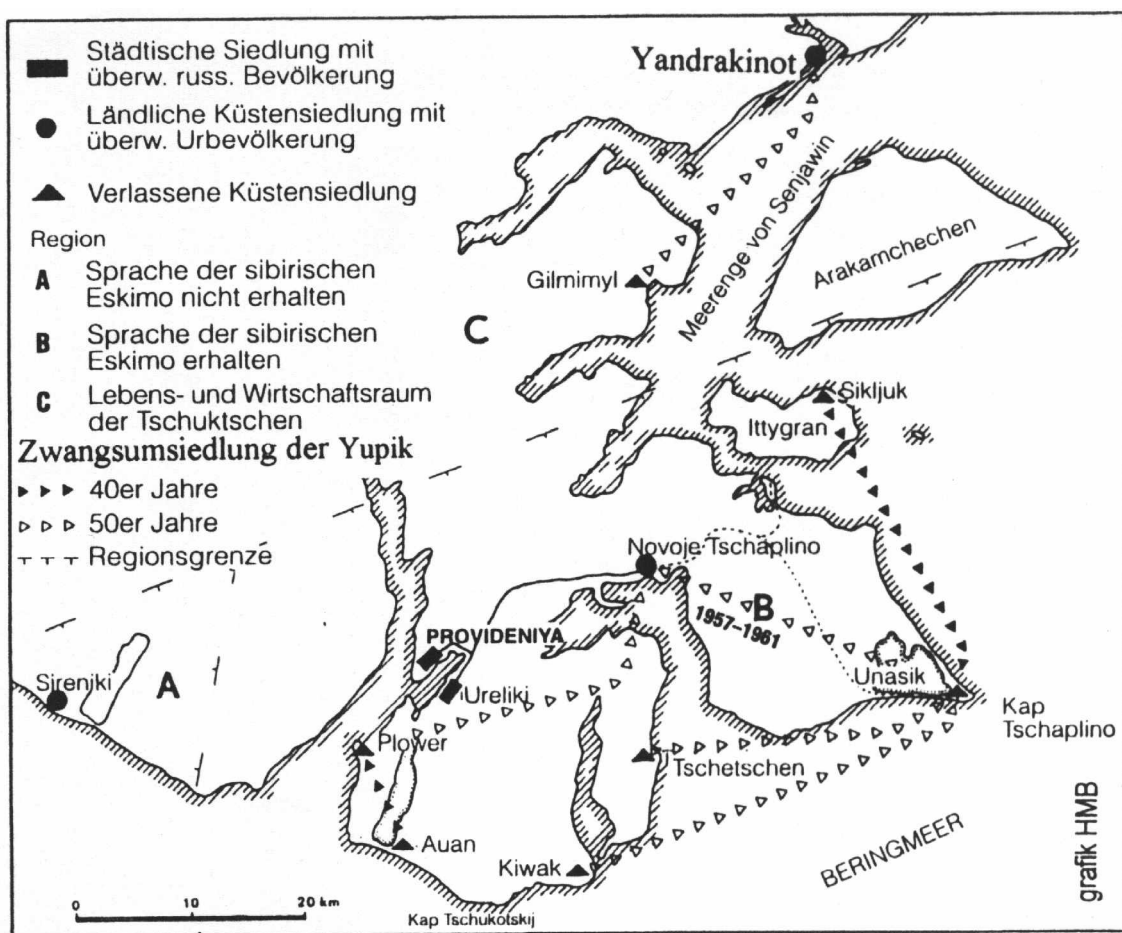 Städtische Siedlung mit
überw. russ. Bevölkerung
Ländliche Küstensiedlung mit
überw. Urbevölkerung
Verlassene Küstensiedlung
Region
A Sprache der sibirischen
Eskimo nicht erhalten
B Sprache der sibirischen
Eskimo erhalten
C Lebens- und Wirtschaftsraum
der Tschuktschen
Zwangsumsiedlung der Yupik
40er Jahre
50er Jahre
Regionsgrenze
Yandrakinot
Meerenge von Senjawin
Arakamchechen
Gilmimyl
C
Sikljuk
Ittygran
Novoje Tschaplino
B
1957–1961
PROVIDENIYA
Ureliki
Unasik
Kap
Tschaplino
Sireniki
A
Plower
Tschetschen
Auan
Kiwak
BERINGMEER
Kap Tschukotskij
0 10 20 km
grafik HMB